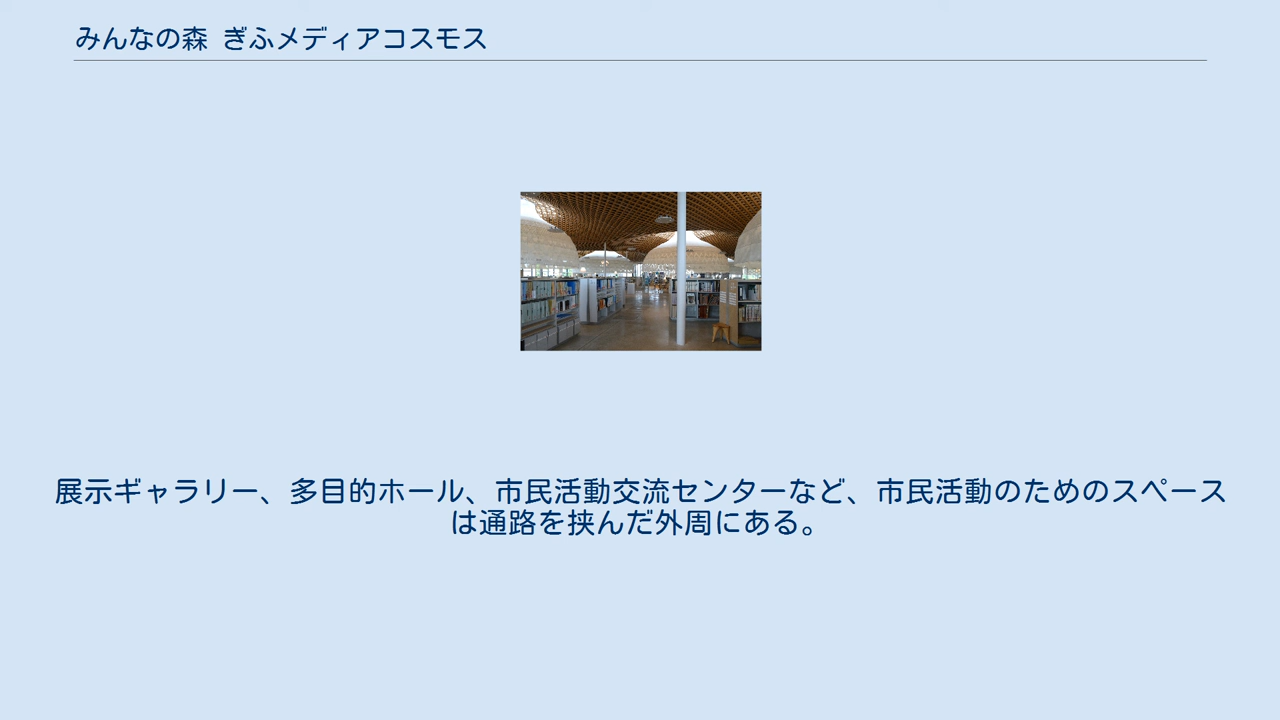 みんなの森 ぎふメディアコスモス
展示ギャラリー、多目的ホール、市民活動交流センターなど、市民活動のためのスペース
は通路を挟んだ外周にある。